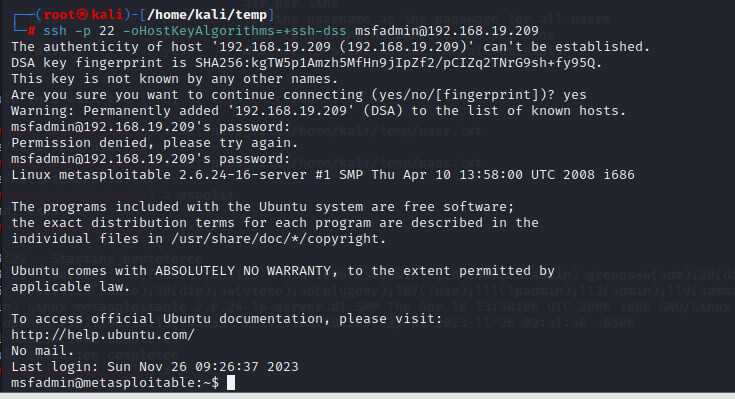 ┌──(root㉿kali)-[/home/kali/temp]
└─# ssh -p 22 -oHostKeyAlgorithms=+ssh-dss msfadmin@192.168.19.209
The authenticity of host '192.168.19.209 (192.168.19.209)' can't be established.
DSA key fingerprint is SHA256:kgTW5p1Amzh5MfHn9jIpZf2/pCIZq2TNrG9sh+fy95Q.
This key is not known by any other names.
Are you sure you want to continue connecting (yes/no/[fingerprint])? yes
Warning: Permanently added '192.168.19.209' (DSA) to the list of known hosts.
msfadmin@192.168.19.209's password:
Permission denied, please try again.
msfadmin@192.168.19.209's password:
Linux metasploitable 2.6.24-16-server #1 SMP Thu Apr 10 13:58:00 UTC 2008 i686
The programs included with the Ubuntu system are free software;
the exact distribution terms for each program are described in the
individual files in /usr/share/doc/*/copyright.
Ubuntu comes with ABSOLUTELY NO WARRANTY, to the extent permitted by
applicable law.
To access official Ubuntu documentation, please visit:
http://help.ubuntu.com/
No mail.
Last login: Sun Nov 26 09:26:37 2023
msfadmin@metasploitable:~$